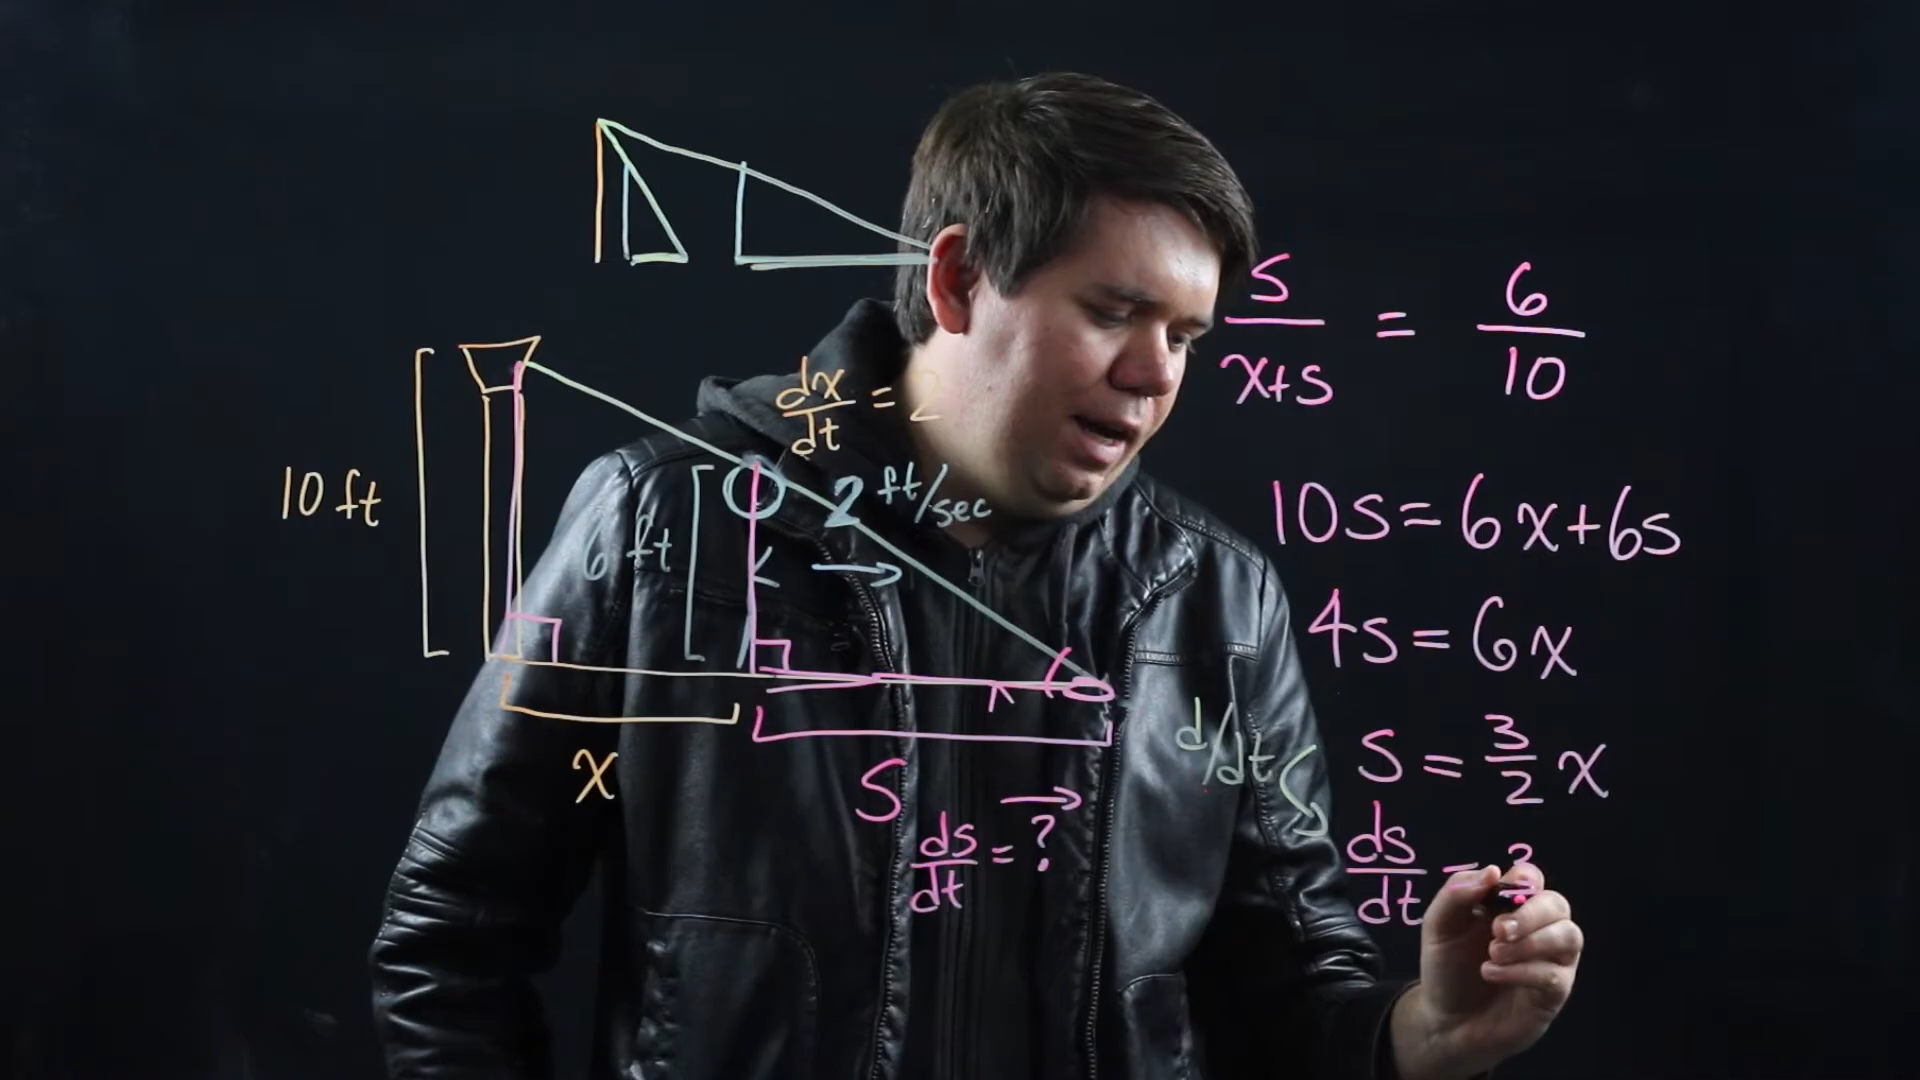 10 ft
dx/dt = 2
2 ft/sec
6 ft
x
s
ds/dt = ?
s/x+s = 6/10
10s = 6x+6s
4s = 6x
s = 3/2 x
d/dt
ds/dt =